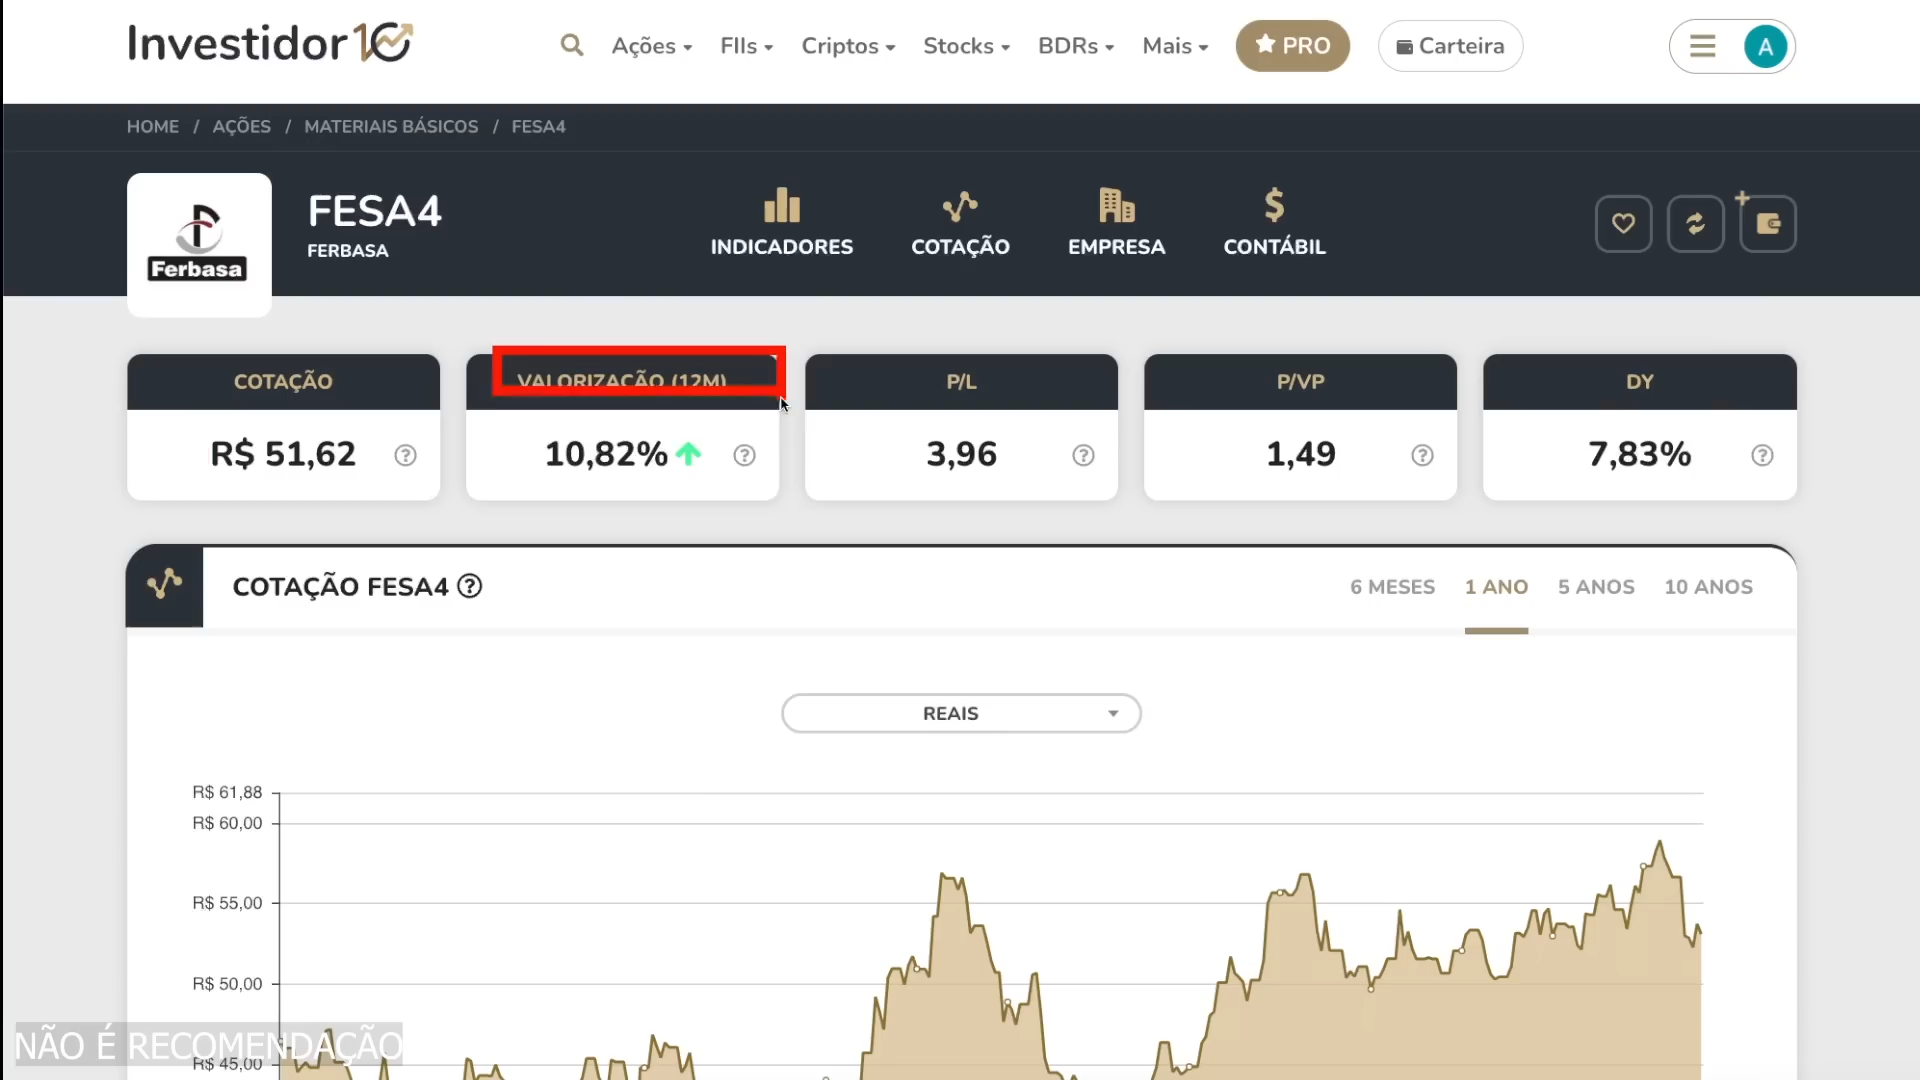 Investidor10
Ações
FIIs
Criptos
Stocks
BDRs
Mais
PRO
Carteira
A
HOME / AÇÕES / MATERIAIS BÁSICOS / FESA4
Ferbasa
FESA4
FERBASA
INDICADORES
COTAÇÃO
EMPRESA
CONTÁBIL
COTAÇÃO
R$ 51,62
VALORIZAÇÃO (12M)
10,82%
P/L
3,96
P/VP
1,49
DY
7,83%
COTAÇÃO FESA4
6 MESES
1 ANO
5 ANOS
10 ANOS
REAIS
R$ 61,88
R$ 60,00
R$ 55,00
R$ 50,00
R$ 45,00
NÃO É RECOMENDAÇÃO